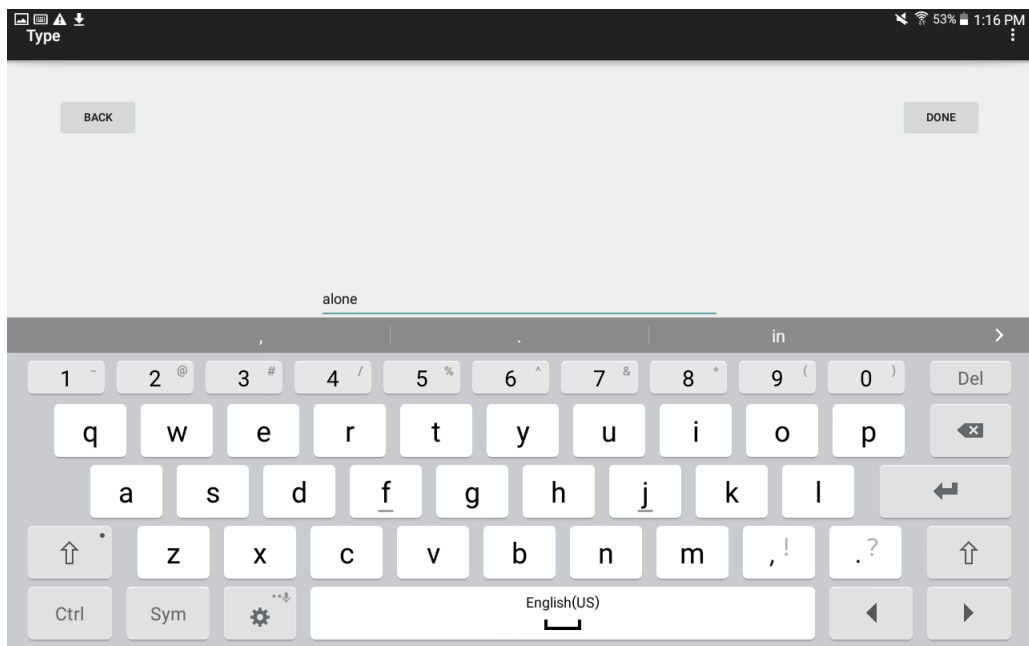 53% 1:16 PM
Type
BACK DONE
alone
, . in
1 - 2 @ 3 # 4 / 5 % 6 ^ 7 & 8 * 9 ( 0 ) Del
q w e r t y u i o p
a s d f g h j k l
z x c v b n m , ! . ?
Ctrl Sym English(US)